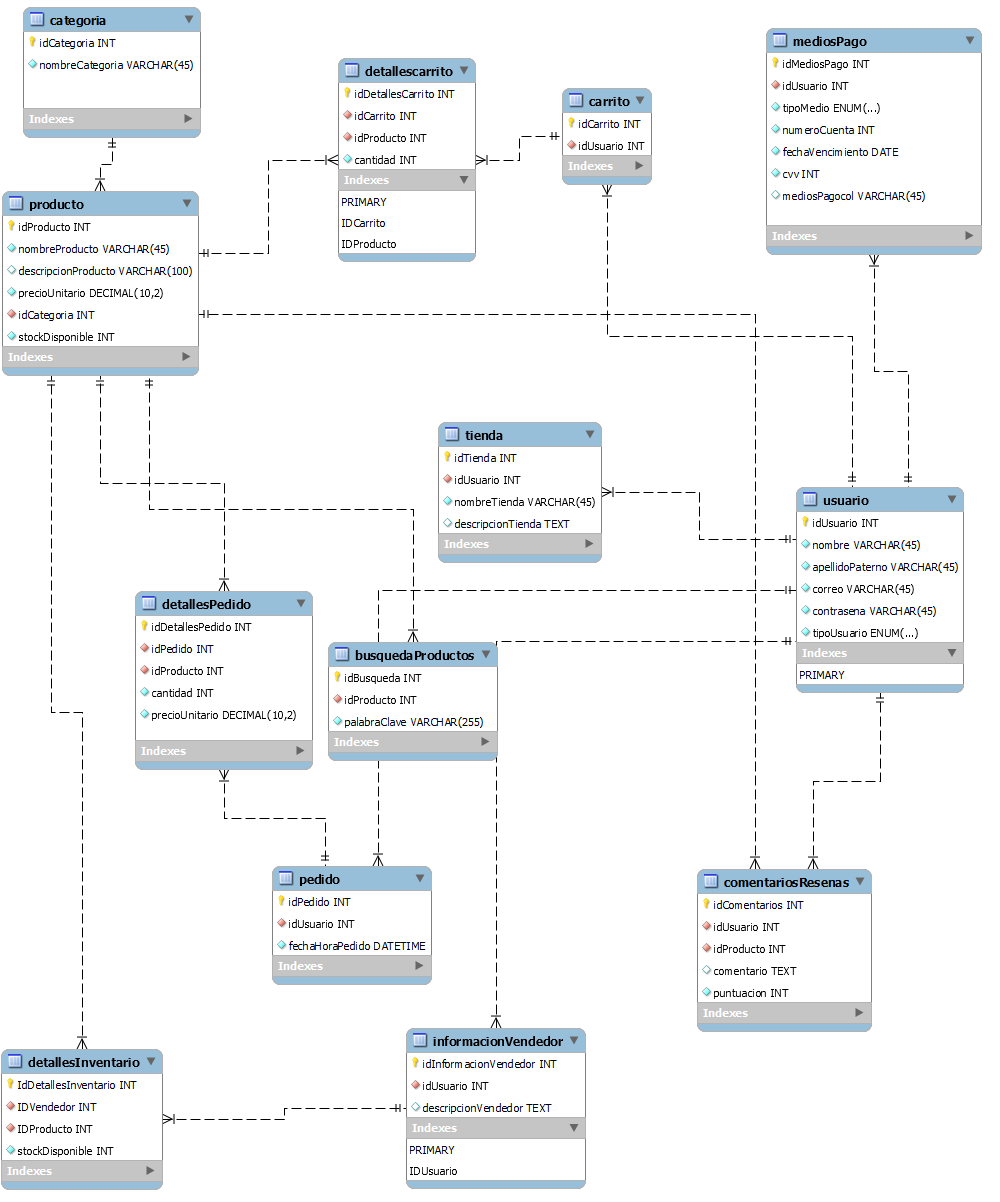 categoria
idCategoria INT
nombreCategoria VARCHAR(45)
Indexes
detallescarrito
idDetallesCarrito INT
idCarrito INT
idProducto INT
cantidad INT
Indexes
PRIMARY
IDCarrito
IDProducto
carrito
idCarrito INT
idUsuario INT
Indexes
mediosPago
idMediosPago INT
idUsuario INT
tipoMedio ENUM(...)
numeroCuenta INT
fechaVencimiento DATE
cvv INT
mediosPagocol VARCHAR(45)
Indexes
producto
idProducto INT
nombreProducto VARCHAR(45)
descripcionProducto VARCHAR(100)
precioUnitario DECIMAL(10,2)
idCategoria INT
stockDisponible INT
Indexes
tienda
idTienda INT
idUsuario INT
nombreTienda VARCHAR(45)
descripcionTienda TEXT
Indexes
usuario
idUsuario INT
nombre VARCHAR(45)
apellidoPaterno VARCHAR(45)
correo VARCHAR(45)
contrasena VARCHAR(45)
tipoUsuario ENUM(...)
Indexes
PRIMARY
detallesPedido
idDetallesPedido INT
idPedido INT
idProducto INT
cantidad INT
precioUnitario DECIMAL(10,2)
Indexes
busquedaProductos
idBusqueda INT
idProducto INT
palabraClave VARCHAR(255)
Indexes
pedido
idPedido INT
idUsuario INT
fechaHoraPedido DATETIME
Indexes
comentariosResenas
idComentarios INT
idUsuario INT
idProducto INT
comentario TEXT
puntuacion INT
Indexes
detallesInventario
IdDetallesInventario INT
IDVendedor INT
IDProducto INT
stockDisponible INT
Indexes
informacionVendedor
idInformacionVendedor INT
idUsuario INT
descripcionVendedor TEXT
Indexes
PRIMARY
IDUsuario